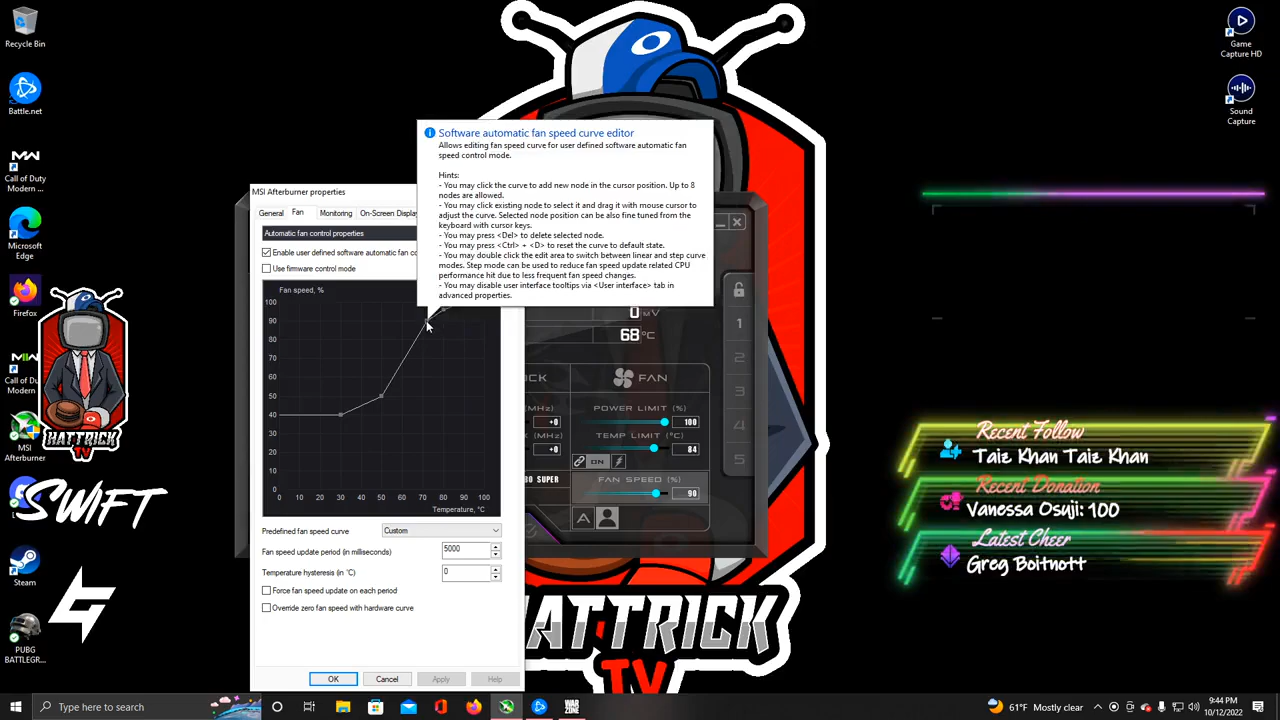 Recycle Bin
Battle.net
Call of Duty
Modern ...
Microsoft
Edge
Firefox
Call of Duty
Modern
MSI
Afterburner
Steam
PUBG
BATTLEGR...
HATTRICK
TV
SWIFT
Game
Capture HD
Sound
Capture
Software automatic fan speed curve editor
Allows editing fan speed curve for user defined software automatic fan
speed control mode.
Hints:
- You may click the curve to add new node in the cursor position. Up to 8
nodes are allowed.
- You may click existing node to select it and drag it with mouse cursor to
adjust the curve. Selected node position can be also fine tuned from the
keyboard with cursor keys.
- You may press <Del> to delete selected node.
- You may press <Ctrl> + <D> to reset the curve to default state.
- You may double click the edit area to switch between linear and step curve
modes. Step mode can be used to reduce fan speed update related CPU
performance hit due to less frequent fan speed changes.
- You may disable user interface tooltips via <User interface> tab in
advanced properties.
MSI Afterburner properties
General Fan Monitoring On-Screen Display
Automatic fan control properties
Enable user defined software automatic fan co
Use firmware control mode
Fan speed, %
100
90
80
70
60
50
40
30
20
10
0
0 10 20 30 40 50 60 70 80 90 100
Temperature, °C
Predefined fan speed curve Custom
Fan speed update period (in milliseconds) 5000
Temperature hysteresis (in °C) 0
Force fan speed update on each period
Override zero fan speed with hardware curve
OK Cancel Apply Help
0 mV
68 °C
1
2
3
4
5
OCK
FAN
(MHz) +0
POWER LIMIT (%)
100
K (MHz) +0
TEMP LIMIT (°C)
84
ON
80 SUPER
FAN SPEED (%)
90
A
HATTRICK
TV
Recent Follow
Taiz Khan Taiz Khan
Recent Donation
Vanessa Osuji: 100
Latest Cheer
Greg Boitnott
Type here to search
WAR
ZONE
61°F Mostly clear
9:44 PM
10/12/2022